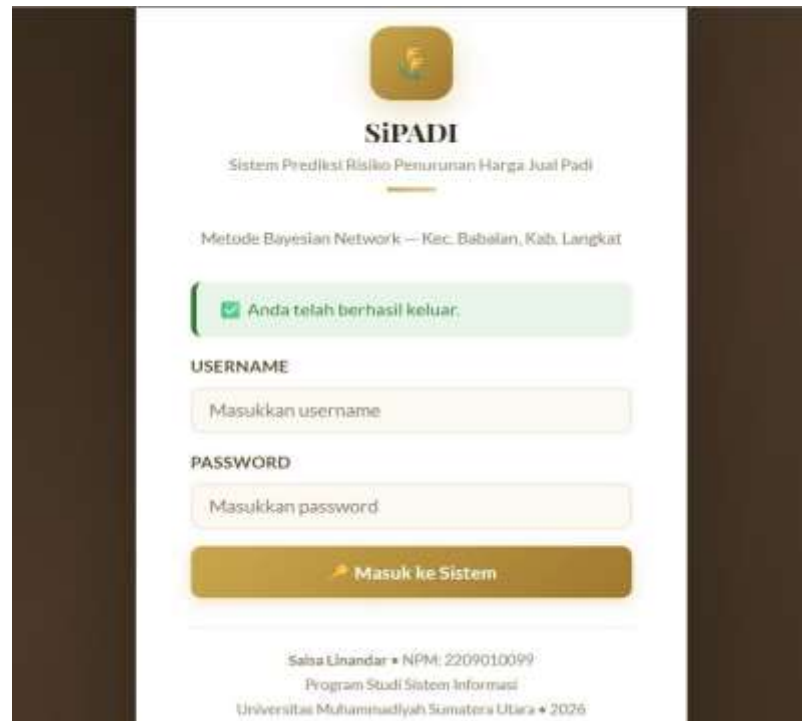 SiPADI
Sistem Prediksi Risiko Penurunan Harga Jual Padi
Metode Bayesian Network — Kec. Babalan, Kab. Langkat
Anda telah berhasil keluar.
USERNAME
Masukkan username
PASSWORD
Masukkan password
Masuk ke Sistem
Salsa Linandar • NPM: 2209010099
Program Studi Sistem Informasi
Universitas Muhammadiyah Sumatera Utara • 2026